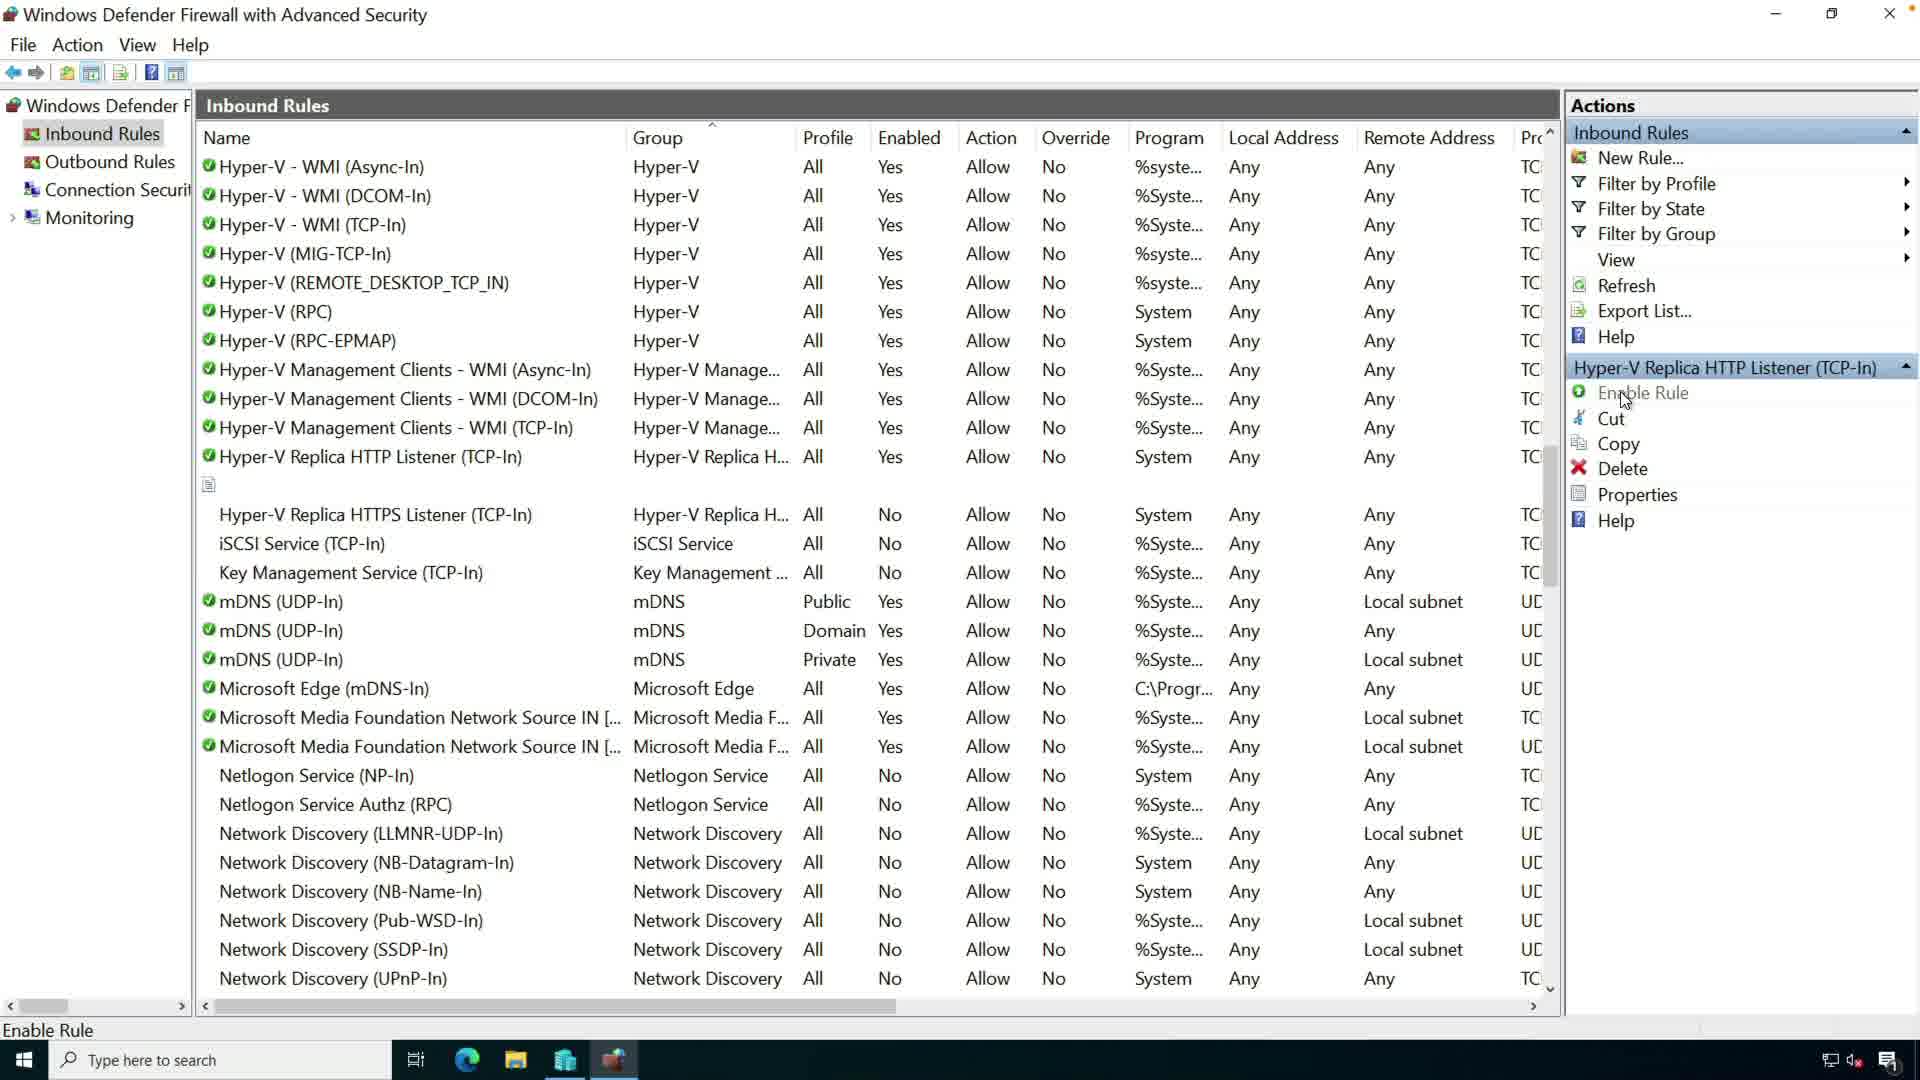 Windows Defender Firewall with Advanced Security
File Action View Help
Windows Defender F
Inbound Rules
Outbound Rules
Connection Securit
Monitoring
Inbound Rules
Name Group Profile Enabled Action Override Program Local Address Remote Address Prc
Hyper-V - WMI (Async-In) Hyper-V All Yes Allow No %syste... Any Any TC
Hyper-V - WMI (DCOM-In) Hyper-V All Yes Allow No %Syste... Any Any TC
Hyper-V - WMI (TCP-In) Hyper-V All Yes Allow No %Syste... Any Any TC
Hyper-V (MIG-TCP-In) Hyper-V All Yes Allow No %syste... Any Any TC
Hyper-V (REMOTE_DESKTOP_TCP_IN) Hyper-V All Yes Allow No %syste... Any Any TC
Hyper-V (RPC) Hyper-V All Yes Allow No System Any Any TC
Hyper-V (RPC-EPMAP) Hyper-V All Yes Allow No System Any Any TC
Hyper-V Management Clients - WMI (Async-In) Hyper-V Manage... All Yes Allow No %Syste... Any Any TC
Hyper-V Management Clients - WMI (DCOM-In) Hyper-V Manage... All Yes Allow No %Syste... Any Any TC
Hyper-V Management Clients - WMI (TCP-In) Hyper-V Manage... All Yes Allow No %Syste... Any Any TC
Hyper-V Replica HTTP Listener (TCP-In) Hyper-V Replica H... All Yes Allow No System Any Any TC
Hyper-V Replica HTTPS Listener (TCP-In) Hyper-V Replica H... All No Allow No System Any Any TC
iSCSI Service (TCP-In) iSCSI Service All No Allow No %Syste... Any Any TC
Key Management Service (TCP-In) Key Management ... All No Allow No %Syste... Any Any TC
mDNS (UDP-In) mDNS Public Yes Allow No %Syste... Any Local subnet UD
mDNS (UDP-In) mDNS Domain Yes Allow No %Syste... Any Any UD
mDNS (UDP-In) mDNS Private Yes Allow No %Syste... Any Local subnet UD
Microsoft Edge (mDNS-In) Microsoft Edge All Yes Allow No C:\Progr... Any Any UD
Microsoft Media Foundation Network Source IN [... Microsoft Media F... All Yes Allow No %Syste... Any Local subnet TC
Microsoft Media Foundation Network Source IN [... Microsoft Media F... All Yes Allow No %Syste... Any Local subnet UD
Netlogon Service (NP-In) Netlogon Service All No Allow No System Any Any TC
Netlogon Service Authz (RPC) Netlogon Service All No Allow No %Syste... Any Any TC
Network Discovery (LLMNR-UDP-In) Network Discovery All No Allow No %Syste... Any Local subnet UD
Network Discovery (NB-Datagram-In) Network Discovery All No Allow No System Any Any UD
Network Discovery (NB-Name-In) Network Discovery All No Allow No System Any Any UD
Network Discovery (Pub-WSD-In) Network Discovery All No Allow No %Syste... Any Local subnet UD
Network Discovery (SSDP-In) Network Discovery All No Allow No %Syste... Any Local subnet UD
Network Discovery (UPnP-In) Network Discovery All No Allow No System Any Any TC
Actions
Inbound Rules
New Rule...
Filter by Profile
Filter by State
Filter by Group
View
Refresh
Export List...
Help
Hyper-V Replica HTTP Listener (TCP-In)
Enable Rule
Cut
Copy
Delete
Properties
Help
Enable Rule
Type here to search
1